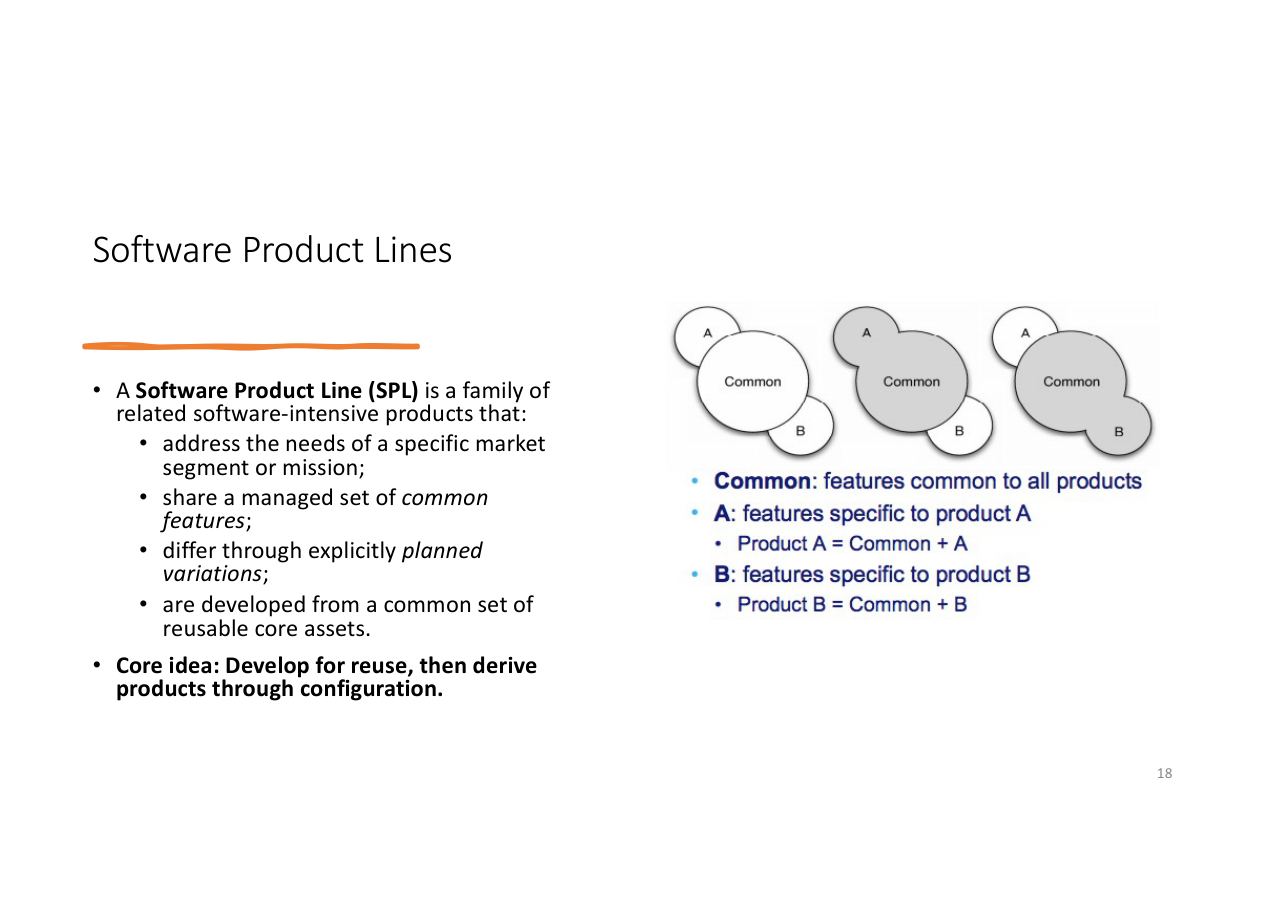 Software Product Lines
• A Software Product Line (SPL) is a family of
related software-intensive products that:
• address the needs of a specific market
segment or mission;
• share a managed set of common
features;
• differ through explicitly planned
variations;
• are developed from a common set of
reusable core assets.
• Core idea: Develop for reuse, then derive
products through configuration.
A
Common
B
A
Common
B
A
Common
B
• Common: features common to all products
• A: features specific to product A
• Product A = Common + A
• B: features specific to product B
• Product B = Common + B
18